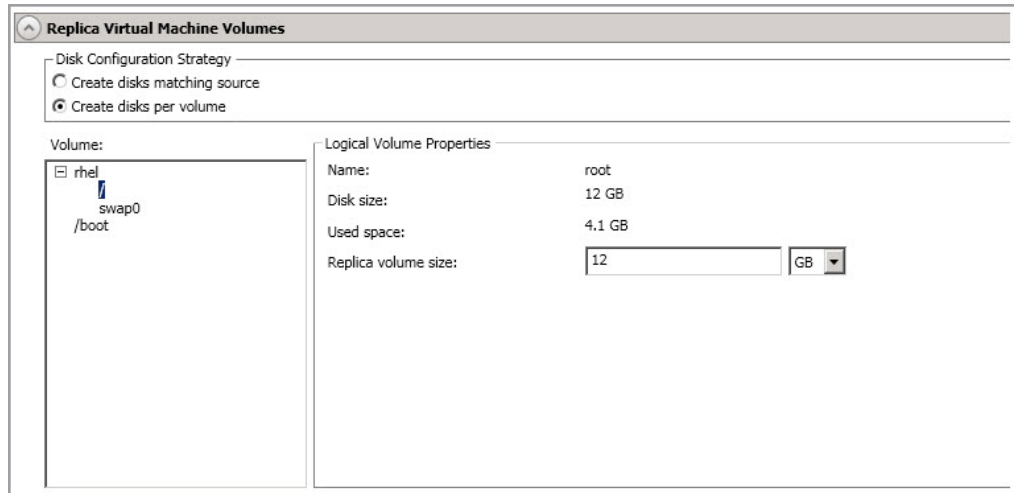 Replica Virtual Machine Volumes
Disk Configuration Strategy
Create disks matching source
Create disks per volume
Volume:
rhel
/
swap0
/boot
Logical Volume Properties
Name: root
Disk size: 12 GB
Used space: 4.1 GB
Replica volume size: 12 GB